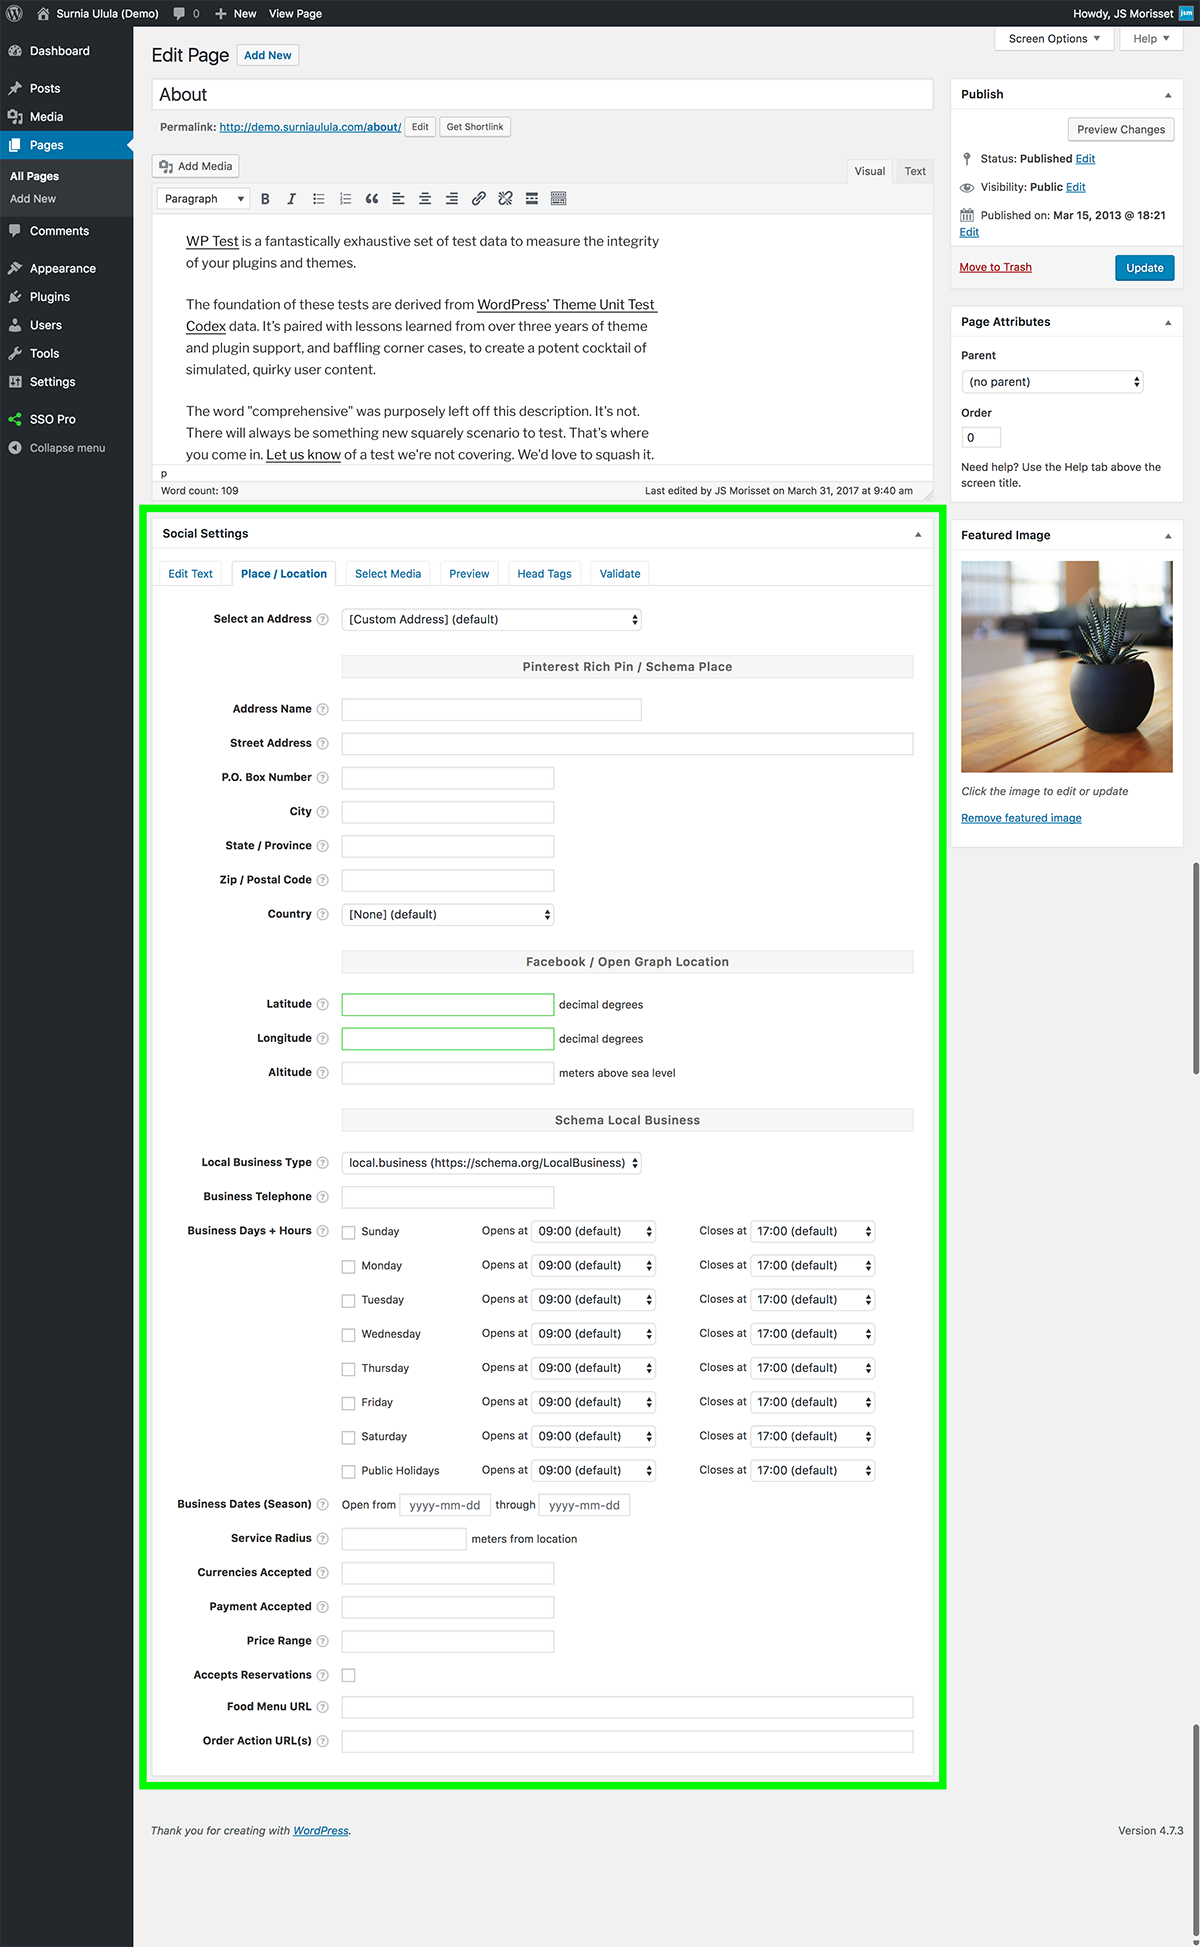 Surnia Ulula (Demo) 0 + New View Page Howdy, JS Morisset jsm
Dashboard
Posts
Media
Pages
All Pages
Add New
Comments
Appearance
Plugins
Users
Tools
Settings
SSO Pro
Collapse menu
Screen Options Help
Edit Page Add New
About
Permalink: http://demo.surniaulula.com/about/ Edit Get Shortlink
Add Media
Visual Text
Paragraph B I
WP Test is a fantastically exhaustive set of test data to measure the integrity
of your plugins and themes.
The foundation of these tests are derived from WordPress’ Theme Unit Test
Codex data. It’s paired with lessons learned from over three years of theme
and plugin support, and baffling corner cases, to create a potent cocktail of
simulated, quirky user content.
The word "comprehensive" was purposely left off this description. It's not.
There will always be something new squarely scenario to test. That’s where
you come in. Let us know of a test we're not covering. We’d love to squash it.
p
Word count: 109 Last edited by JS Morisset on March 31, 2017 at 9:40 am
Publish
Preview Changes
Status: Published Edit
Visibility: Public Edit
Published on: Mar 15, 2013 @ 18:21
Edit
Move to Trash Update
Page Attributes
Parent
(no parent)
Order
0
Need help? Use the Help tab above the
screen title.
Featured Image
Click the image to edit or update
Remove featured image
Social Settings
Edit Text Place / Location Select Media Preview Head Tags Validate
Select an Address ? [Custom Address] (default)
Pinterest Rich Pin / Schema Place
Address Name ?
Street Address ?
P.O. Box Number ?
City ?
State / Province ?
Zip / Postal Code ?
Country ? [None] (default)
Facebook / Open Graph Location
Latitude ? decimal degrees
Longitude ? decimal degrees
Altitude ? meters above sea level
Schema Local Business
Local Business Type ? local.business (https://schema.org/LocalBusiness)
Business Telephone ?
Business Days + Hours ? Sunday Opens at 09:00 (default) Closes at 17:00 (default)
Monday Opens at 09:00 (default) Closes at 17:00 (default)
Tuesday Opens at 09:00 (default) Closes at 17:00 (default)
Wednesday Opens at 09:00 (default) Closes at 17:00 (default)
Thursday Opens at 09:00 (default) Closes at 17:00 (default)
Friday Opens at 09:00 (default) Closes at 17:00 (default)
Saturday Opens at 09:00 (default) Closes at 17:00 (default)
Public Holidays Opens at 09:00 (default) Closes at 17:00 (default)
Business Dates (Season) ? Open from yyyy-mm-dd through yyyy-mm-dd
Service Radius ? meters from location
Currencies Accepted ?
Payment Accepted ?
Price Range ?
Accepts Reservations ?
Food Menu URL ?
Order Action URL(s) ?
Thank you for creating with WordPress. Version 4.7.3